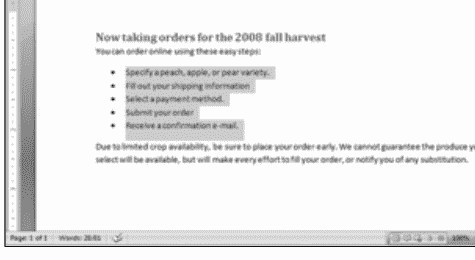 Now taking orders for the 2008 fall harvest
You can order online using these easy steps:
• Specify a peach, apple, or pear variety.
• Fill out your shipping information
• Select a payment method.
• Submit your order
• Receive a confirmation e-mail.
Due to limited crop availability, be sure to place your order early. We cannot guarantee the produce
select will be available, but will make every effort to fill your order, or notify you of any substitution.
Page: 1 of 1 Words: 100%